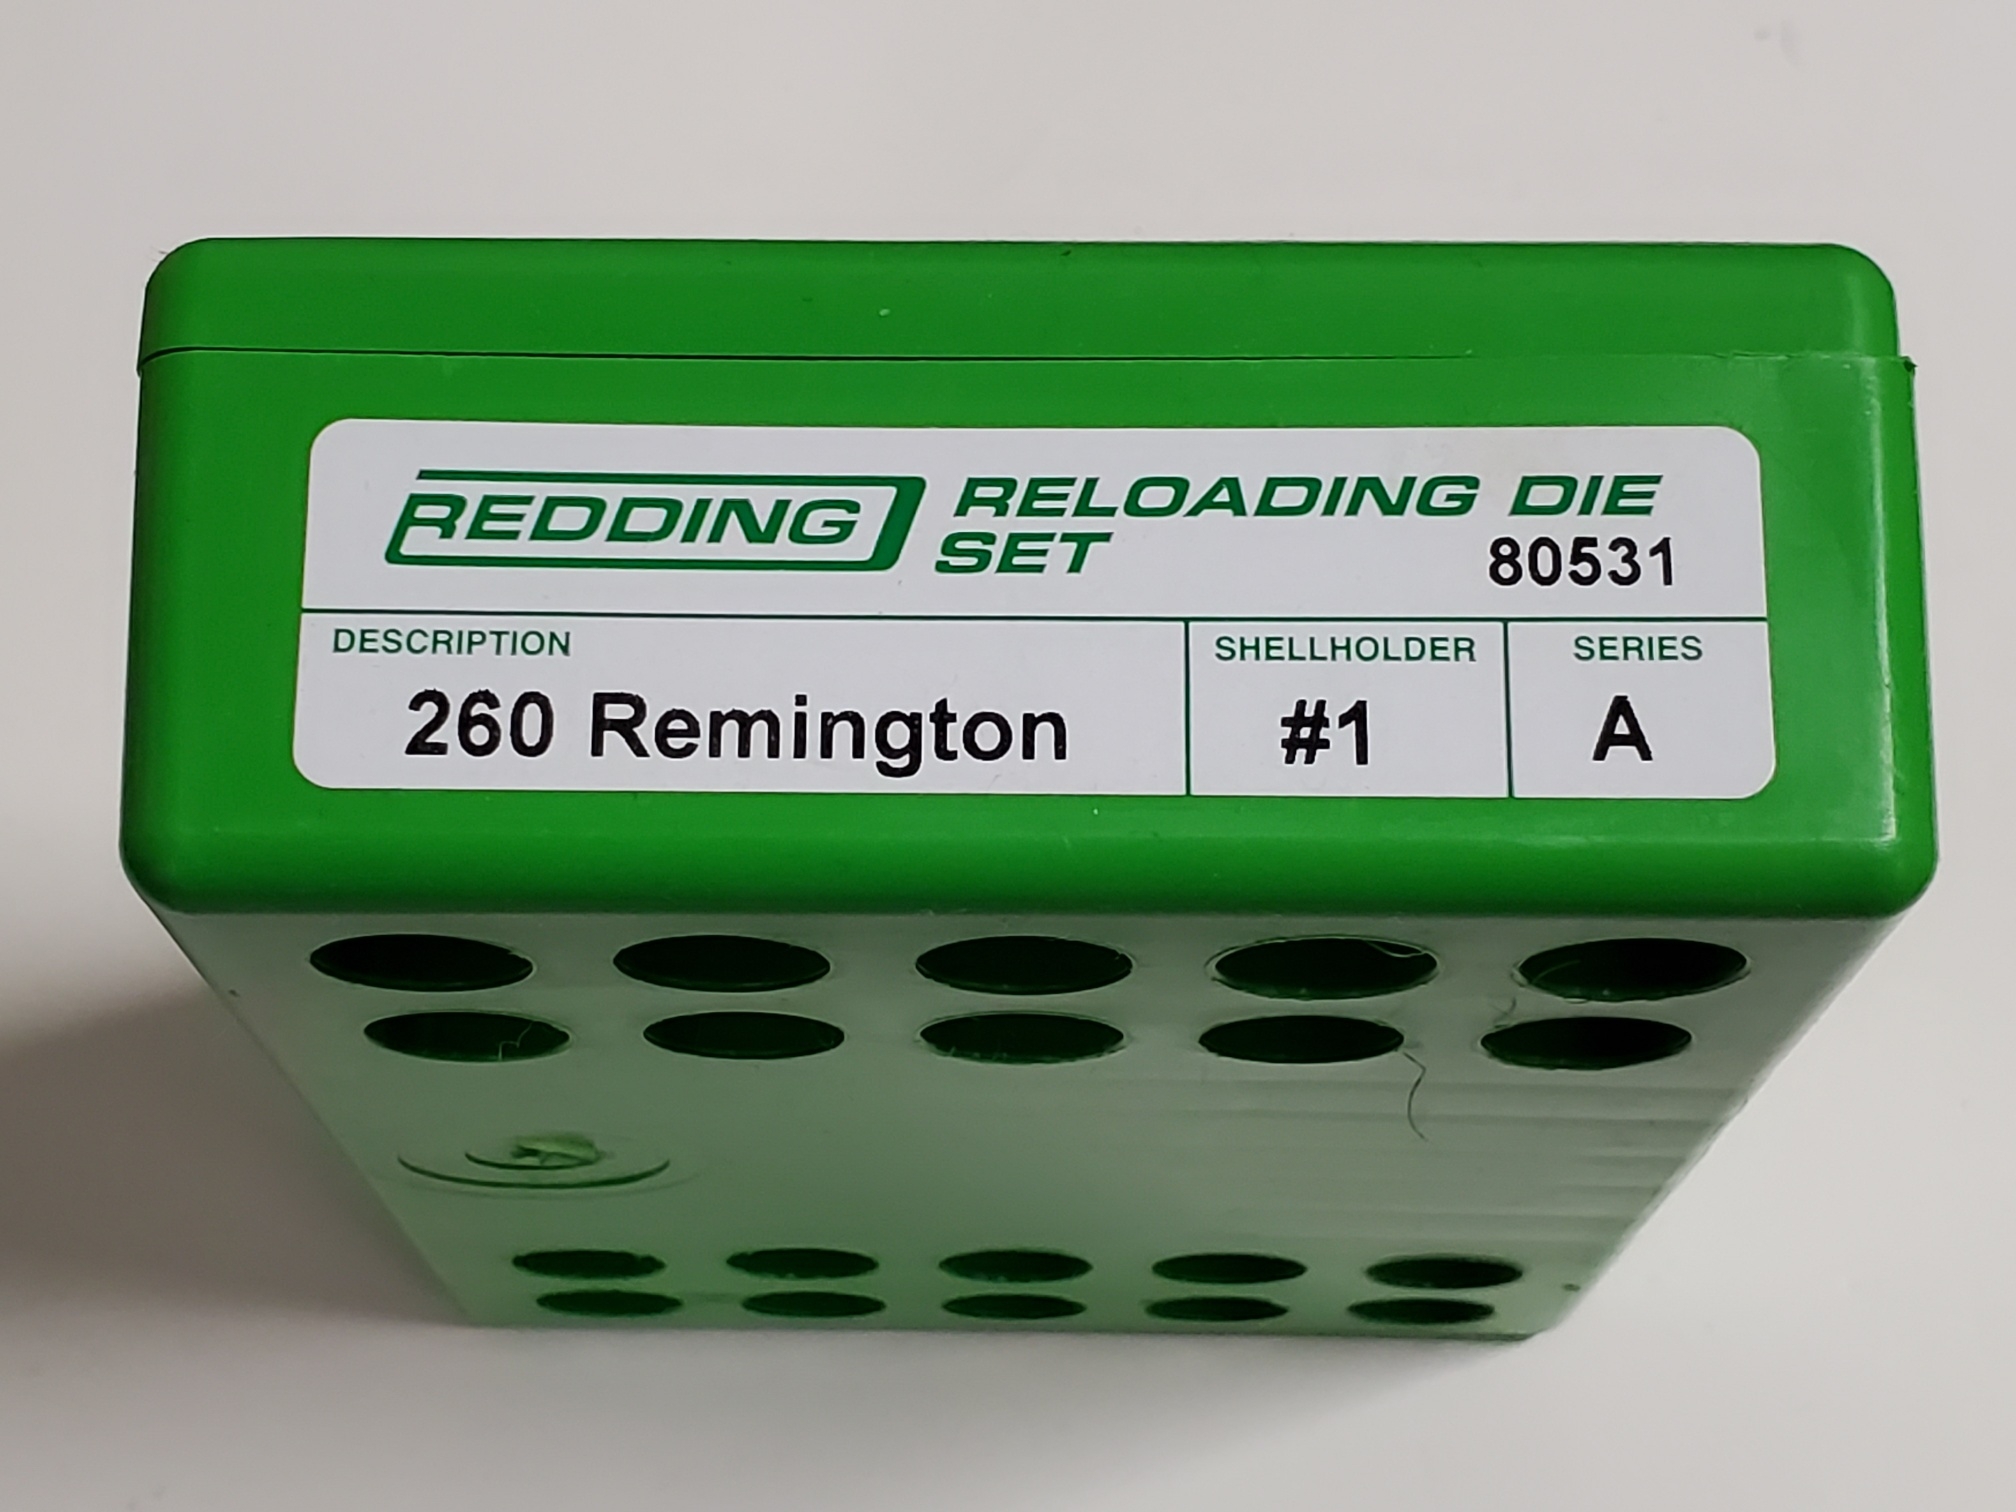 REDDING RELOADING DIE
SET 80531
DESCRIPTION SHELLHOLDER SERIES
260 Remington #1 A